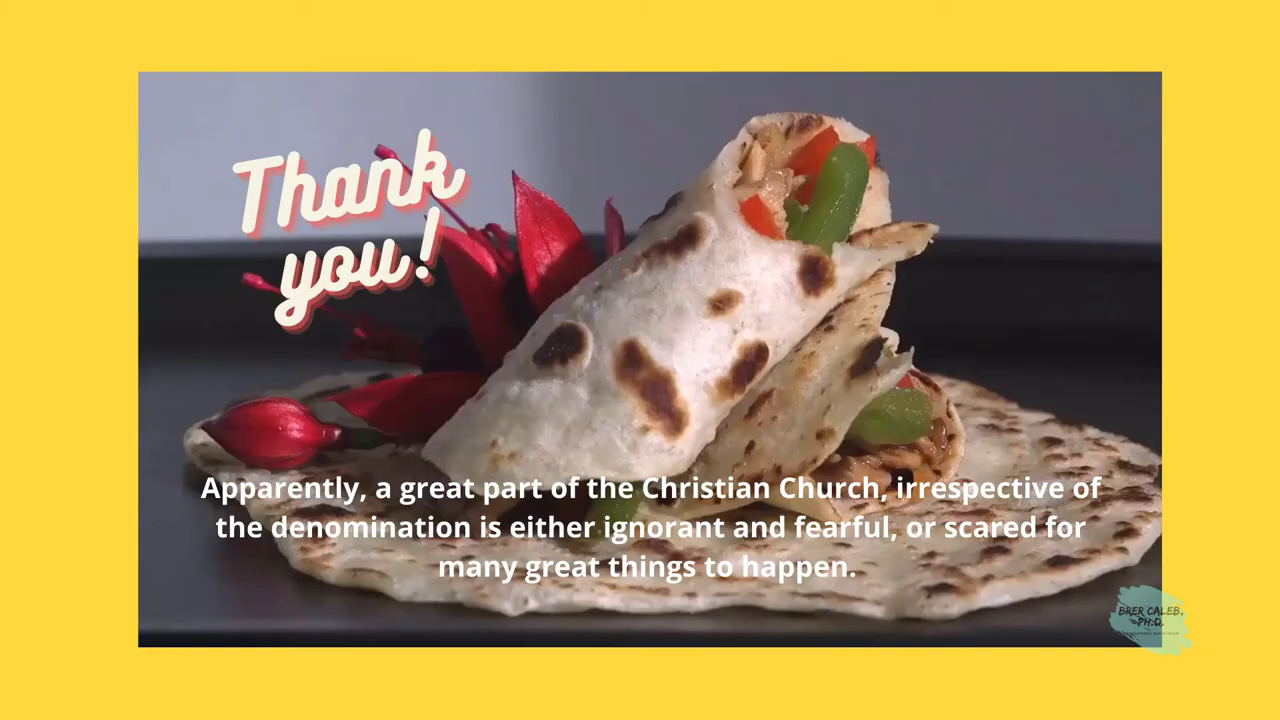 Thank
you!
Apparently, a great part of the Christian Church, irrespective of
the denomination is either ignorant and fearful, or scared for
many great things to happen.
BRER CALEB,
PH.D.